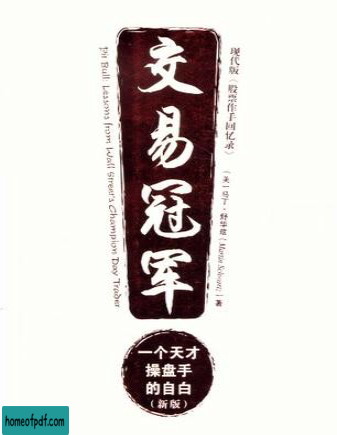 现代版《股票作手回忆录》
交易冠军
Pit Bull: Lessons from Wall Street's Champion Day Trader
(美) 马丁·舒华兹 (Martin Schwartz) 著
一个天才
操盘手
的自白
(新版)
homeofpdf.com